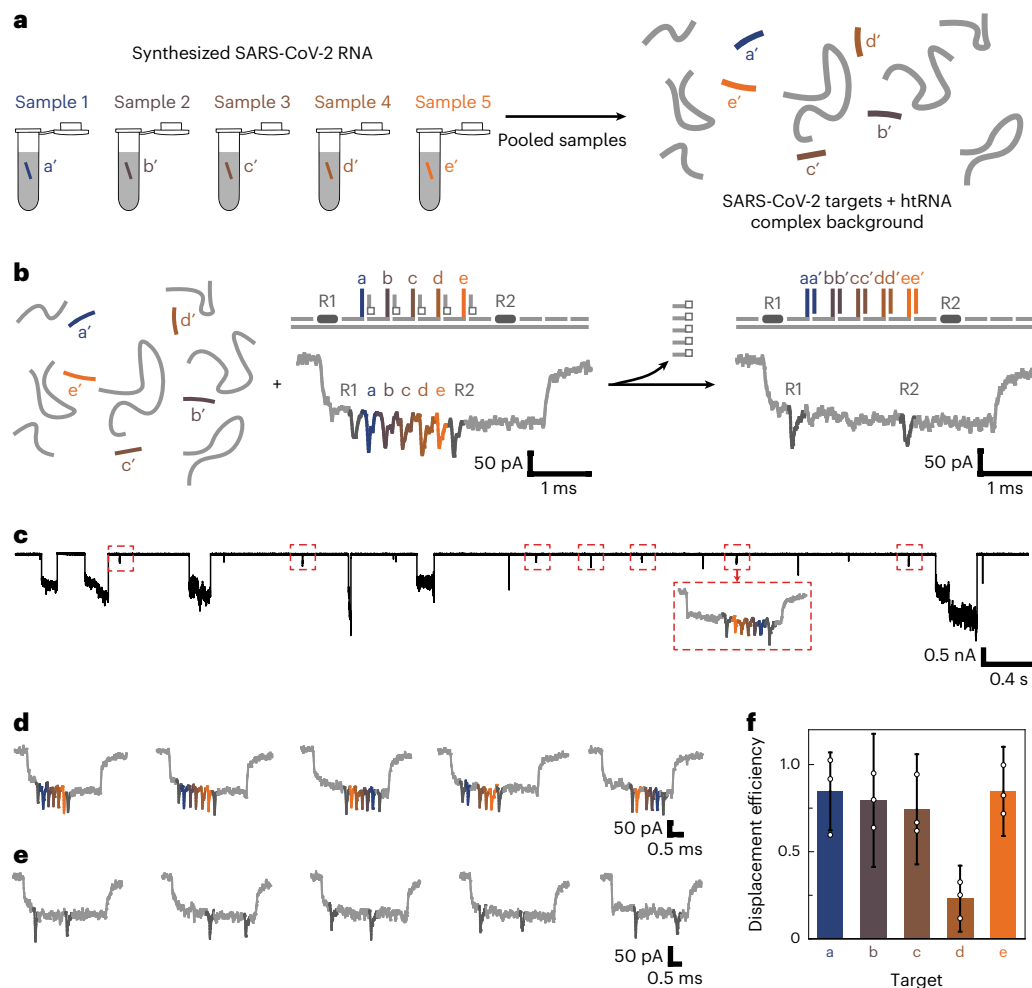 a
Synthesized SARS-CoV-2 RNA
Sample 1 Sample 2 Sample 3 Sample 4 Sample 5
a′ b′ c′ d′ e′
Pooled samples
a′ d′
e′
b′
c′
SARS-CoV-2 targets + htRNA
complex background
b
a′ d′
e′
b′
c′
+
a b c d e
R1 R2
R1 a b c d e R2
50 pA
1 ms
aa′ bb′ cc′ dd′ ee′
R1 R2
R1 R2
50 pA
1 ms
c
0.5 nA
0.4 s
d
50 pA
0.5 ms
e
50 pA
0.5 ms
f
Displacement efficiency
1.0
0.5
0
a b c d e
Target